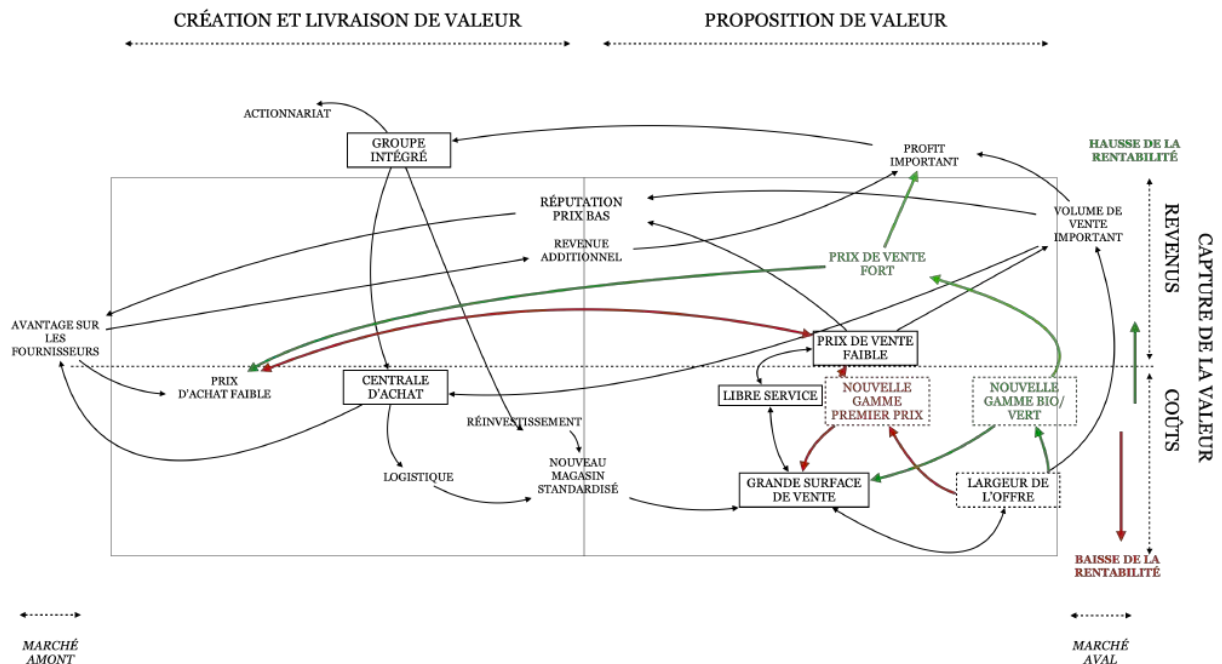 CRÉATION ET LIVRAISON DE VALEUR
PROPOSITION DE VALEUR
ACTIONNARIAT
GROUPE
INTÉGRÉ
PROFIT
IMPORTANT
HAUSSE DE LA
RENTABILITÉ
RÉPUTATION
PRIX BAS
REVENUE
ADDITIONNEL
VOLUME DE
VENTE
IMPORTANT
PRIX DE VENTE
FORT
REVENUS
CAPTURE DE LA VALEUR
AVANTAGE SUR
LES
FOURNISSEURS
PRIX
D'ACHAT FAIBLE
CENTRALE
D'ACHAT
PRIX DE VENTE
FAIBLE
LIBRE SERVICE
NOUVELLE
GAMME
PREMIER PRIX
NOUVELLE
GAMME BIO/
VERT
COÛTS
RÉINVESTISSEMENT
LOGISTIQUE
NOUVEAU
MAGASIN
STANDARDISÉ
GRANDE SURFACE
DE VENTE
LARGEUR DE
L'OFFRE
BAISSE DE LA
RENTABILITÉ
MARCHÉ
AMONT
MARCHÉ
AVAL